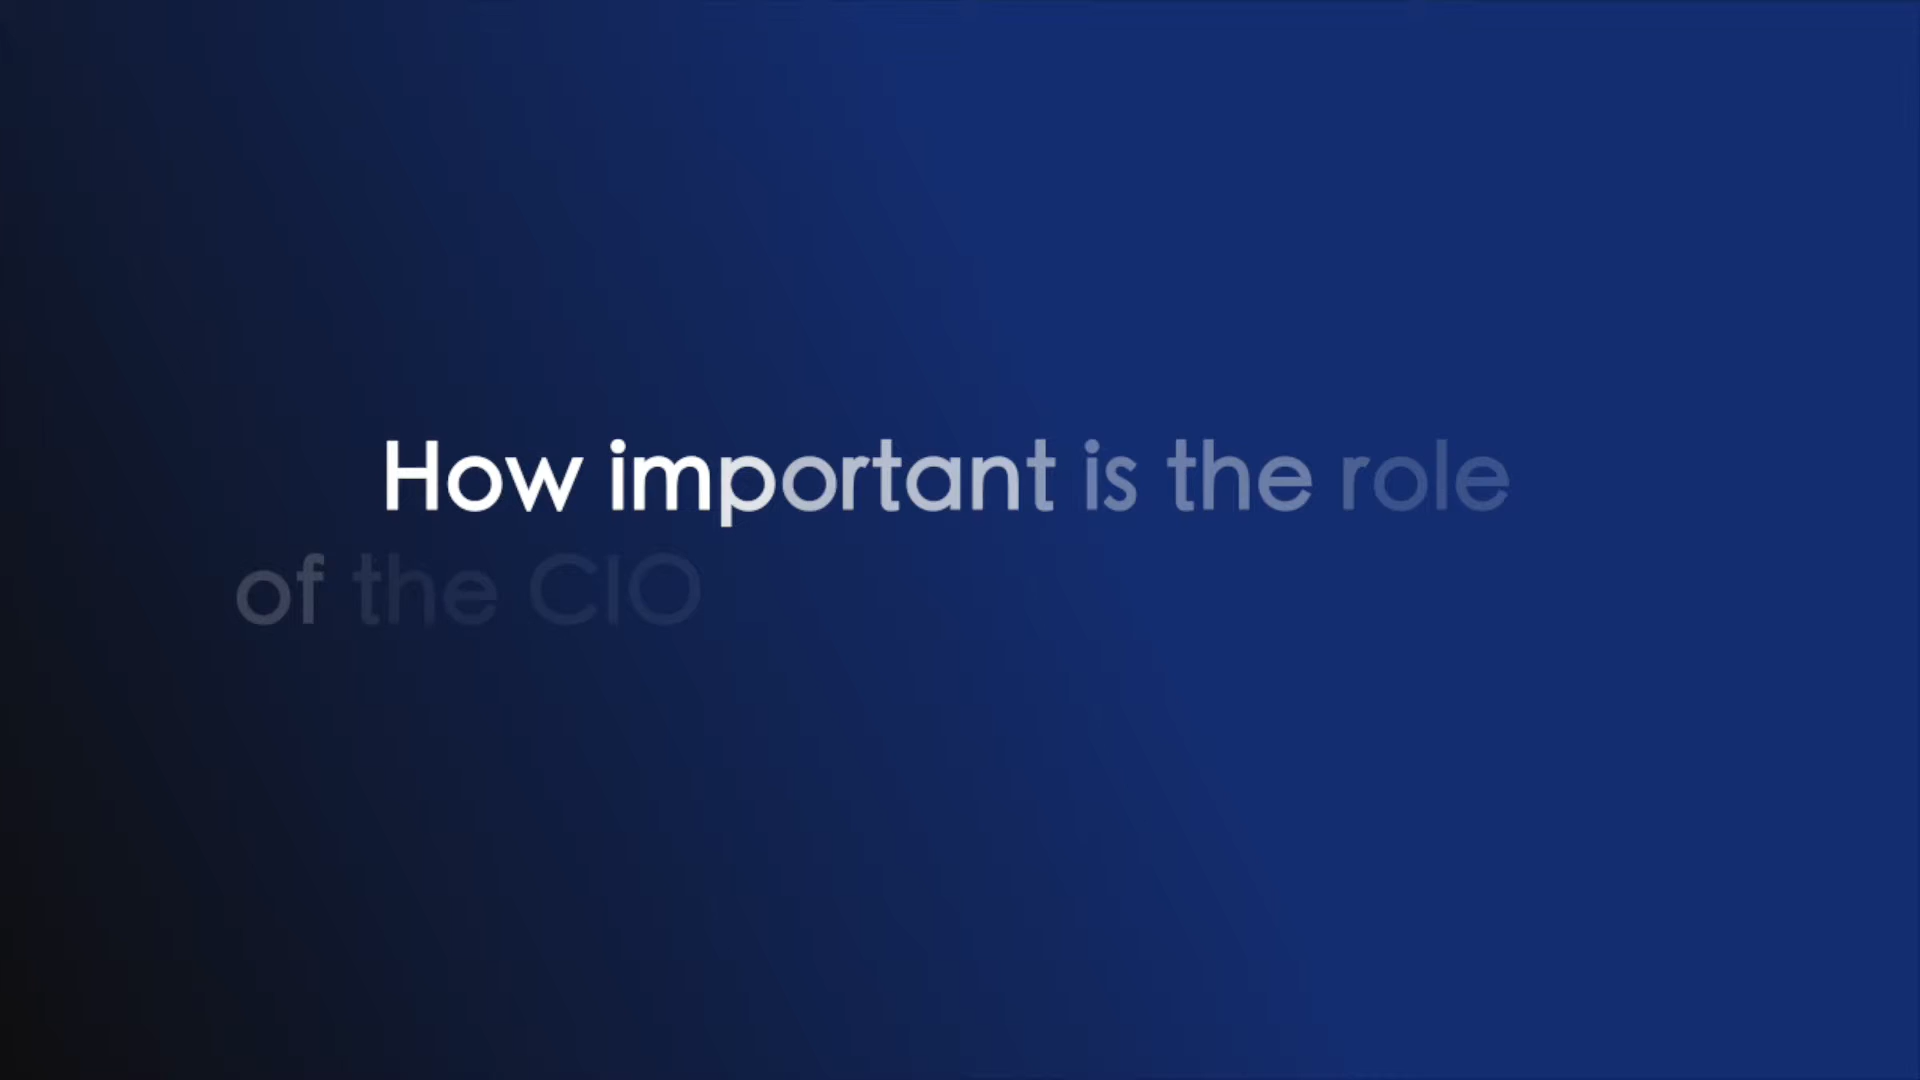 How important is the role
of the CIO